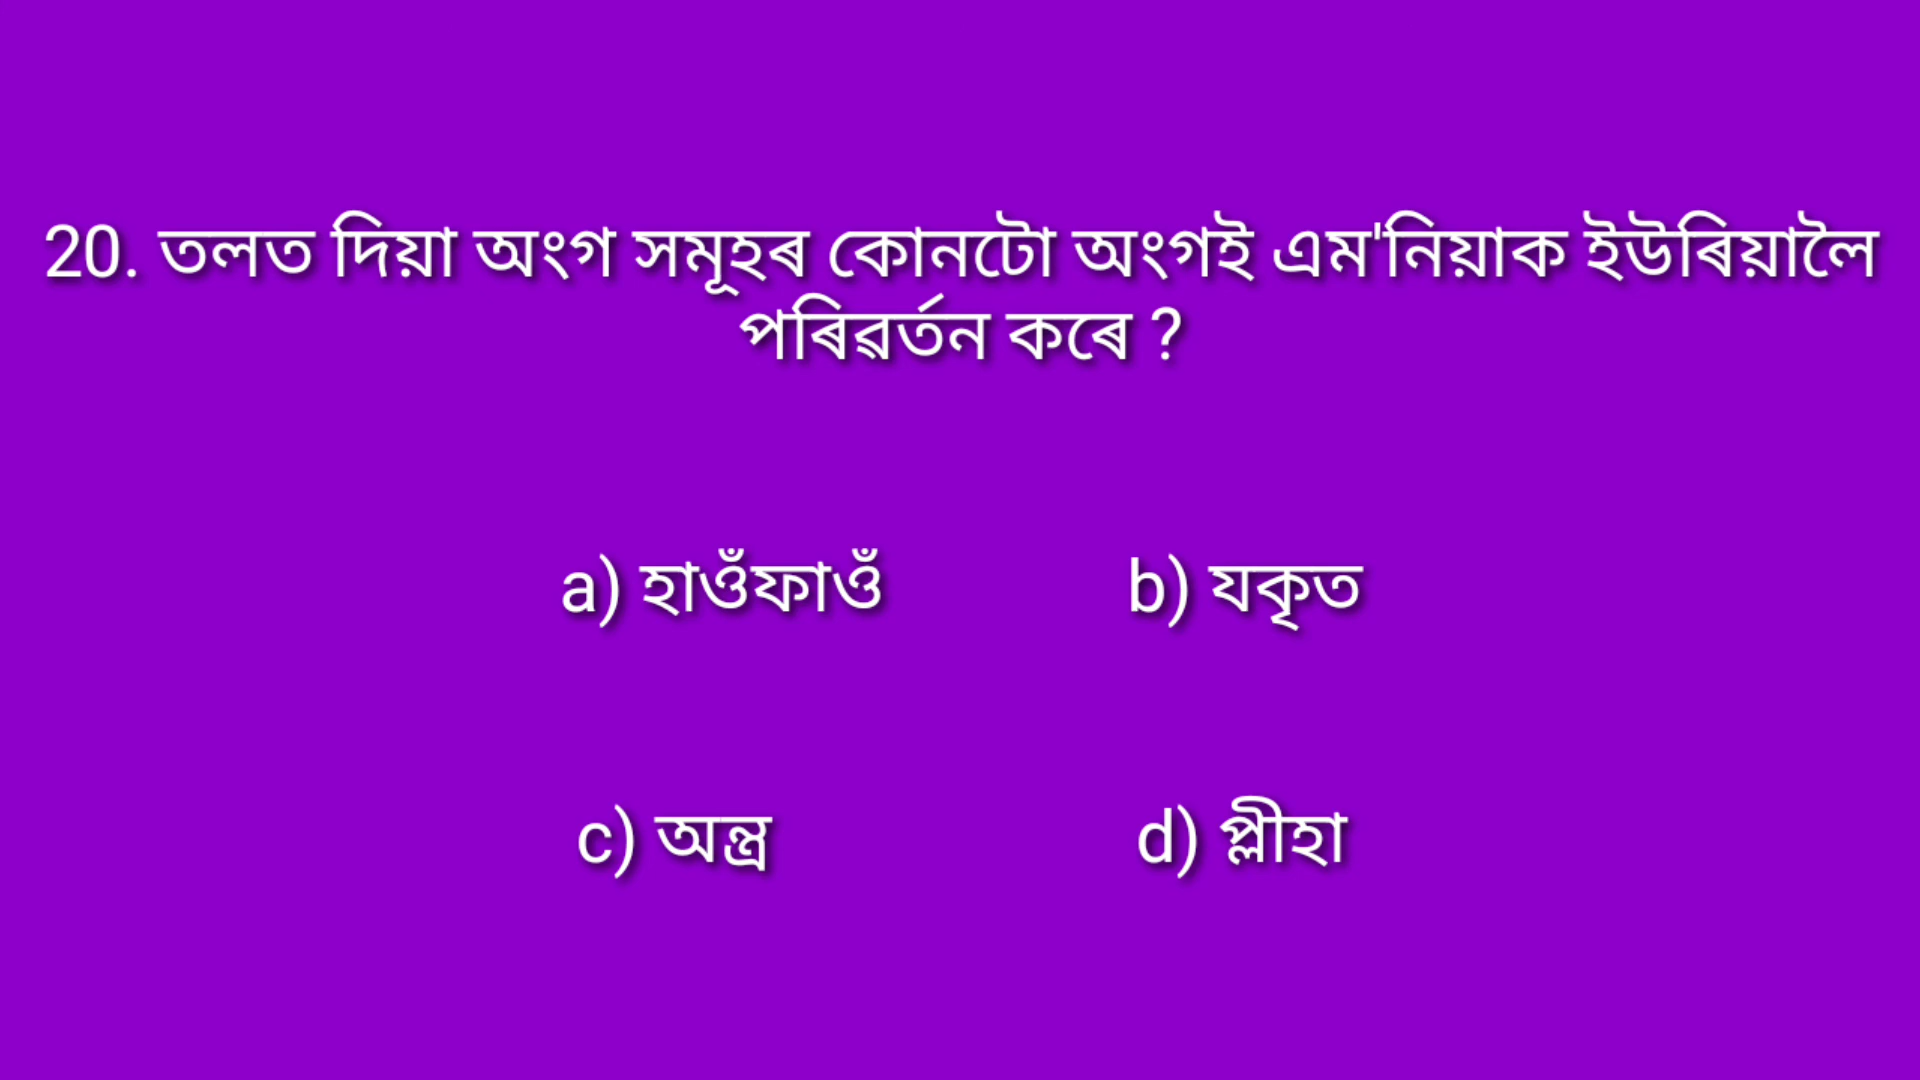 20. তলত দিয়া অংগ সমূহৰ কোনটো অংগই এম'নিয়াক ইউৰিয়ালৈ
পৰিৱৰ্তন কৰে ?
a) হাওঁফাওঁ b) যকৃত
c) অন্ত্ৰ d) প্লীহা